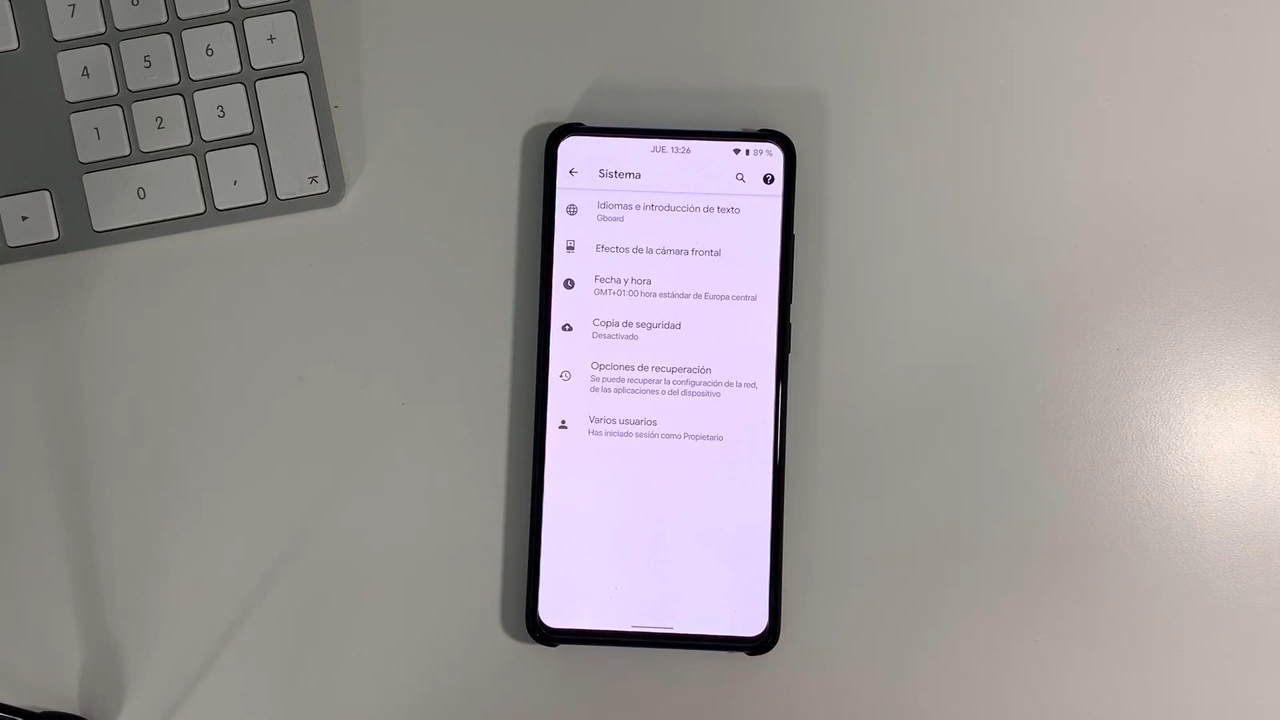 7
4
5
6
+
1
2
3
0
,
JUE. 13:26
89 %
Sistema
?
Idiomas e introducción de texto
Gboard
Efectos de la cámara frontal
Fecha y hora
GMT+01:00 hora estándar de Europa central
Copia de seguridad
Desactivado
Opciones de recuperación
Se puede recuperar la configuración de la red,
de las aplicaciones o del dispositivo
Varios usuarios
Has iniciado sesión como Propietario